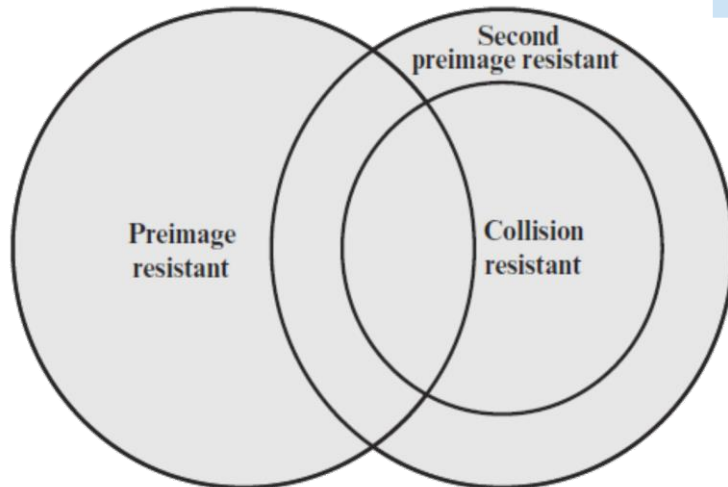 Second
preimage resistant
Preimage
resistant
Collision
resistant